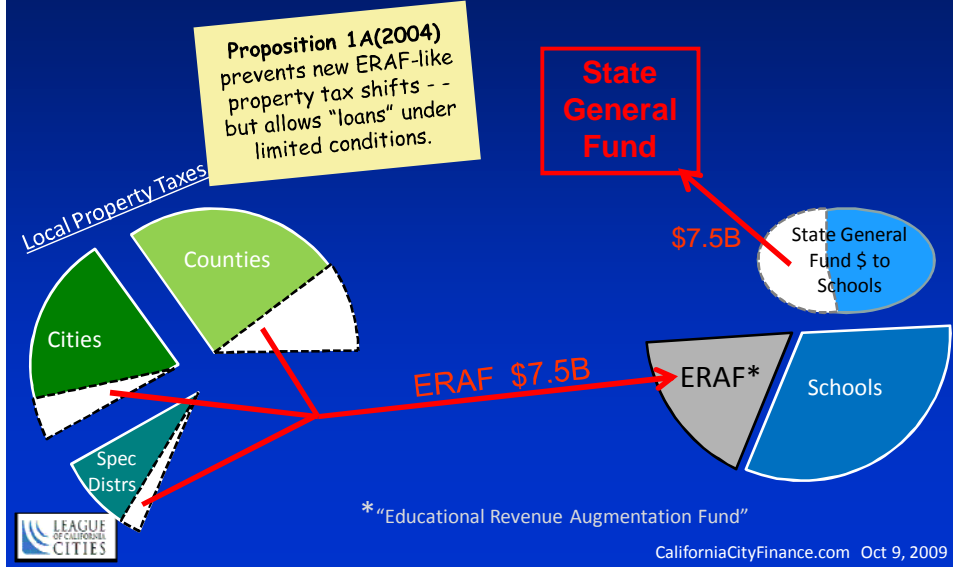 Proposition 1A(2004)
prevents new ERAF-like
property tax shifts - -
but allows "loans" under
limited conditions.
State
General
Fund
Local Property Taxes
Counties
$7.5B
State General
Fund $ to
Schools
Cities
ERAF $7.5B
ERAF*
Schools
Spec
Distrs
*"Educational Revenue Augmentation Fund"
LEAGUE
OF CALIFORNIA
CITIES
CaliforniaCityFinance.com Oct 9, 2009